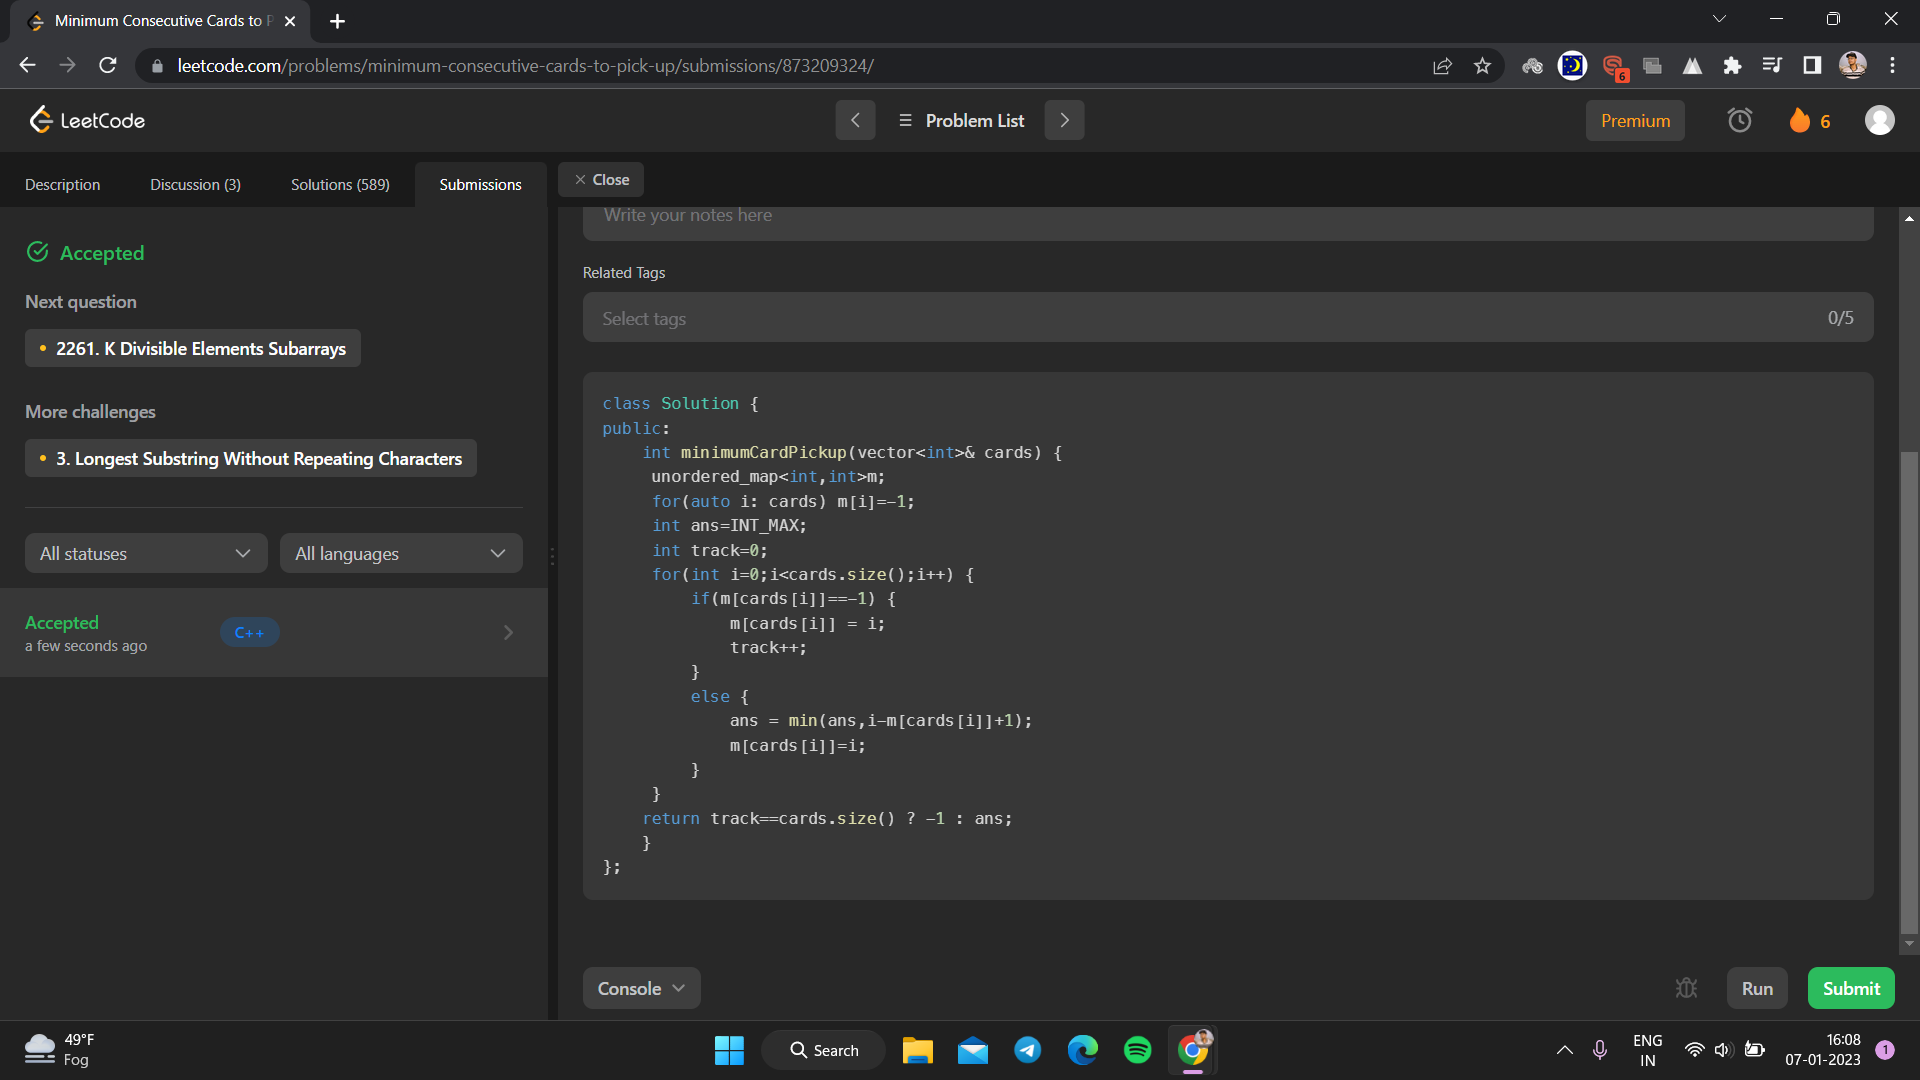 Minimum Consecutive Cards to P
leetcode.com/problems/minimum-consecutive-cards-to-pick-up/submissions/873209324/
6
LeetCode
Problem List
Premium
6
Description
Discussion (3)
Solutions (589)
Submissions
Close
Accepted
Next question
2261. K Divisible Elements Subarrays
More challenges
3. Longest Substring Without Repeating Characters
All statuses
All languages
Accepted
a few seconds ago
C++
Write your notes here
Related Tags
Select tags
0/5
class Solution {
public:
    int minimumCardPickup(vector<int>& cards) {
     unordered_map<int,int>m;
     for(auto i: cards) m[i]=-1;
     int ans=INT_MAX;
     int track=0;
     for(int i=0;i<cards.size();i++) {
         if(m[cards[i]]==-1) {
             m[cards[i]] = i;
             track++;
         }
         else {
             ans = min(ans,i-m[cards[i]]+1);
             m[cards[i]]=i;
         }
     }
    return track==cards.size() ? -1 : ans;
    }
};
Console
Run
Submit
49°F
Fog
Search
ENG
IN
16:08
07-01-2023
1